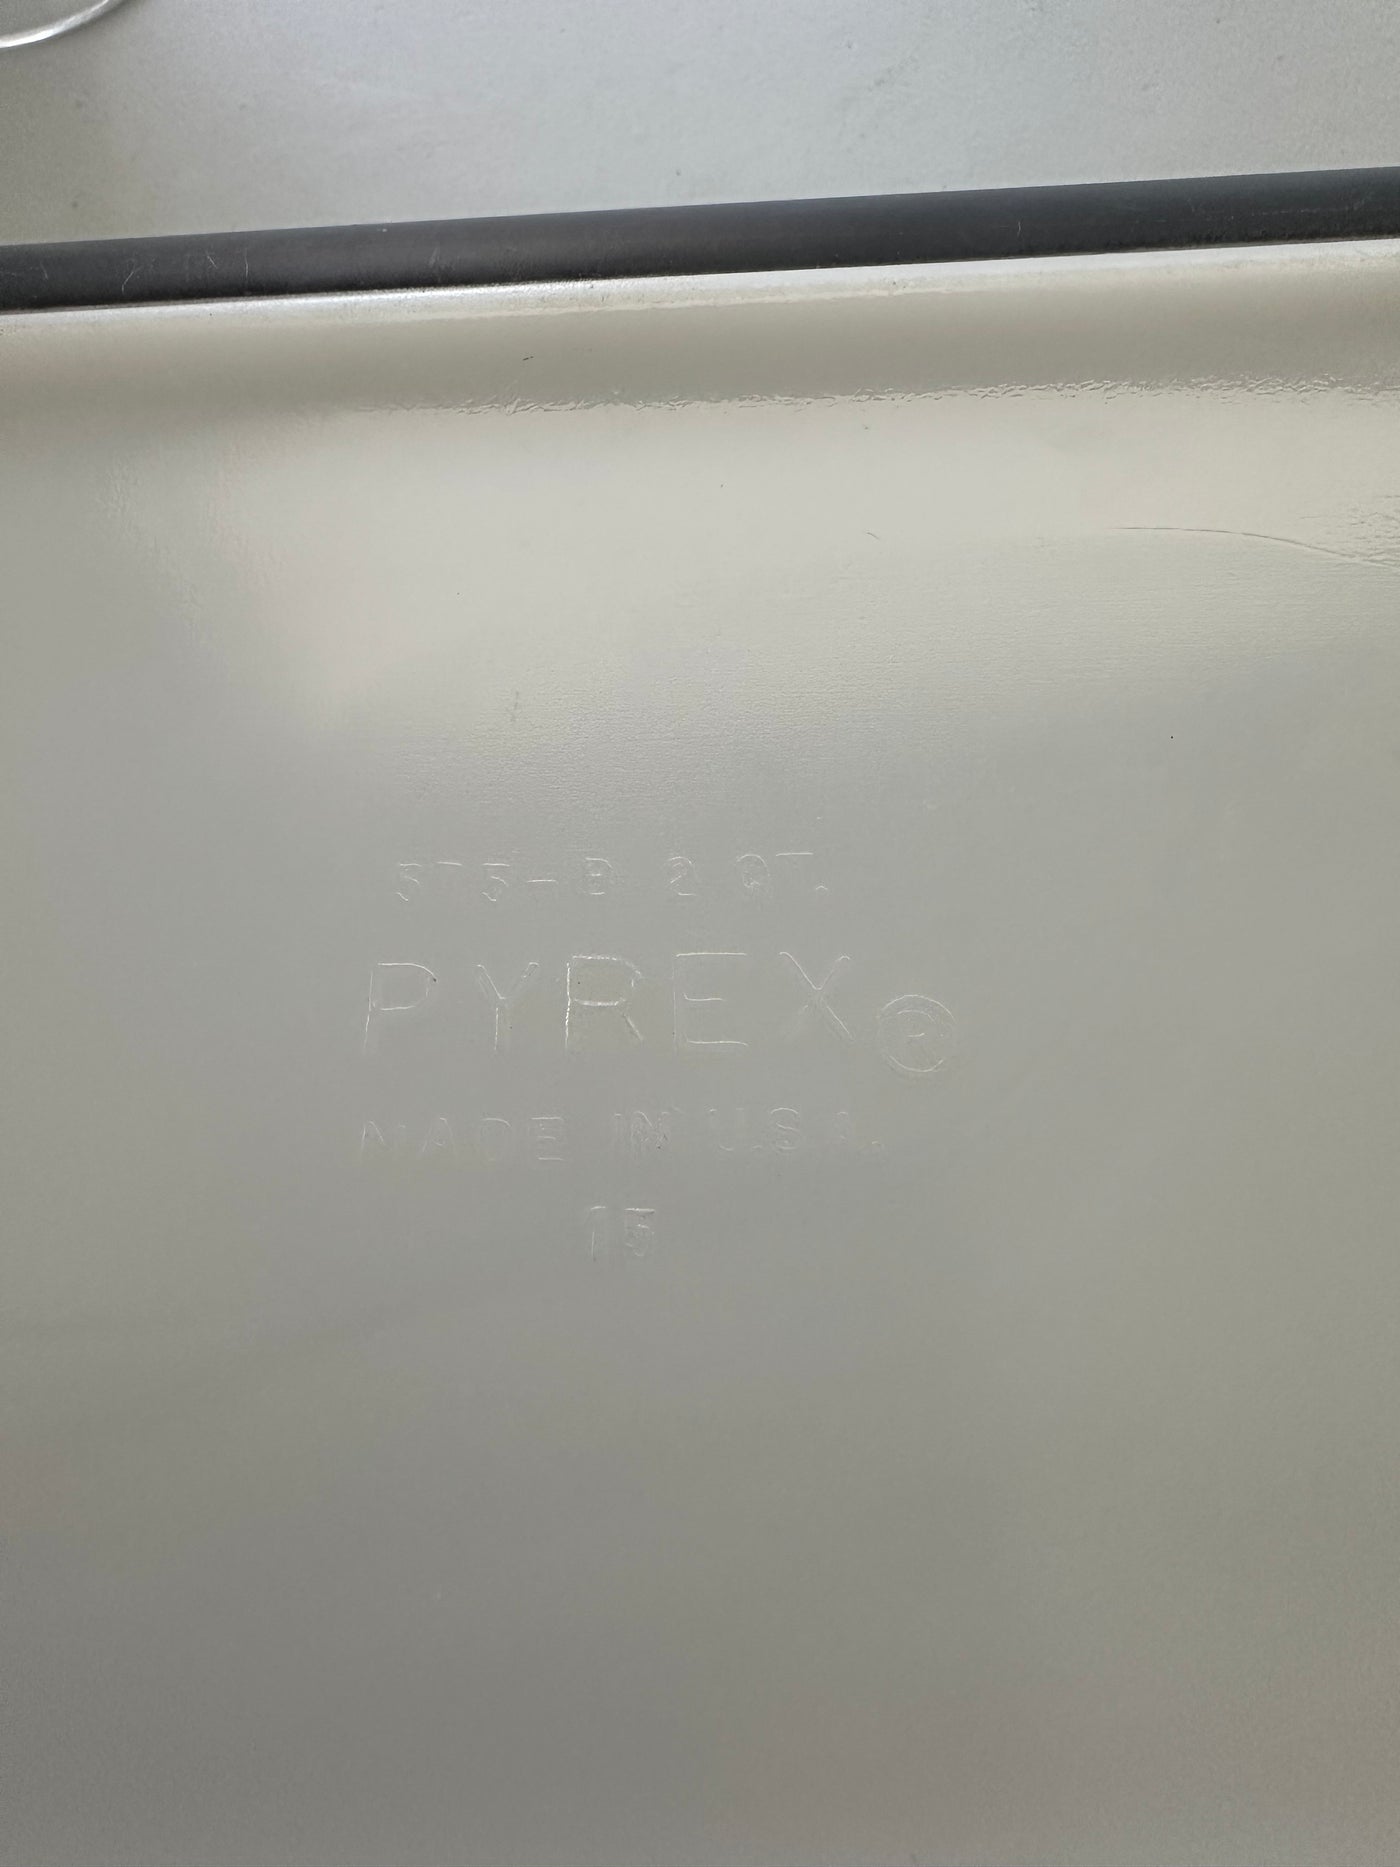 575-B 2 QT.
PYREX®
MADE IN U.S.A.
15